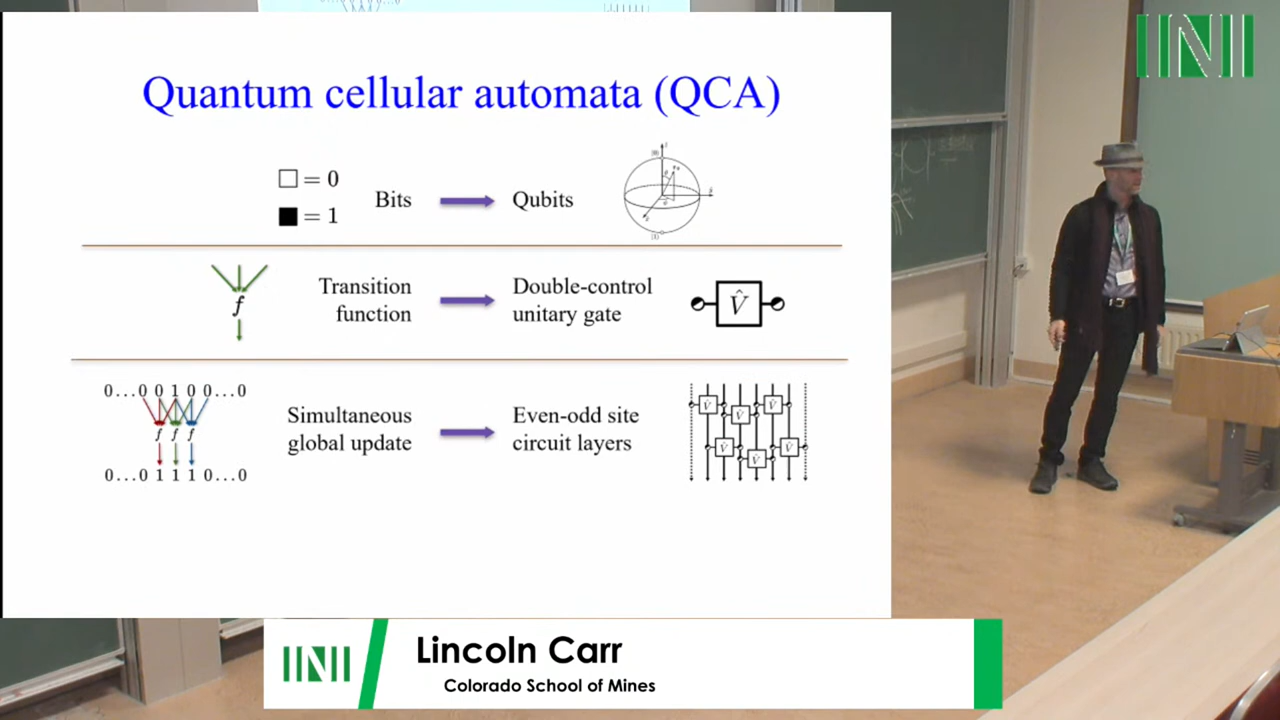 INI
Quantum cellular automata (QCA)
□ = 0
■ = 1
Bits
Qubits
f
Transition
function
Double-control
unitary gate
V̂
0…0 0 1 0 0…0
f f f
0…0 1 1 1 0…0
Simultaneous
global update
Even-odd site
circuit layers
V̂ V̂ V̂
V̂ V̂ V̂
INI
Lincoln Carr
Colorado School of Mines